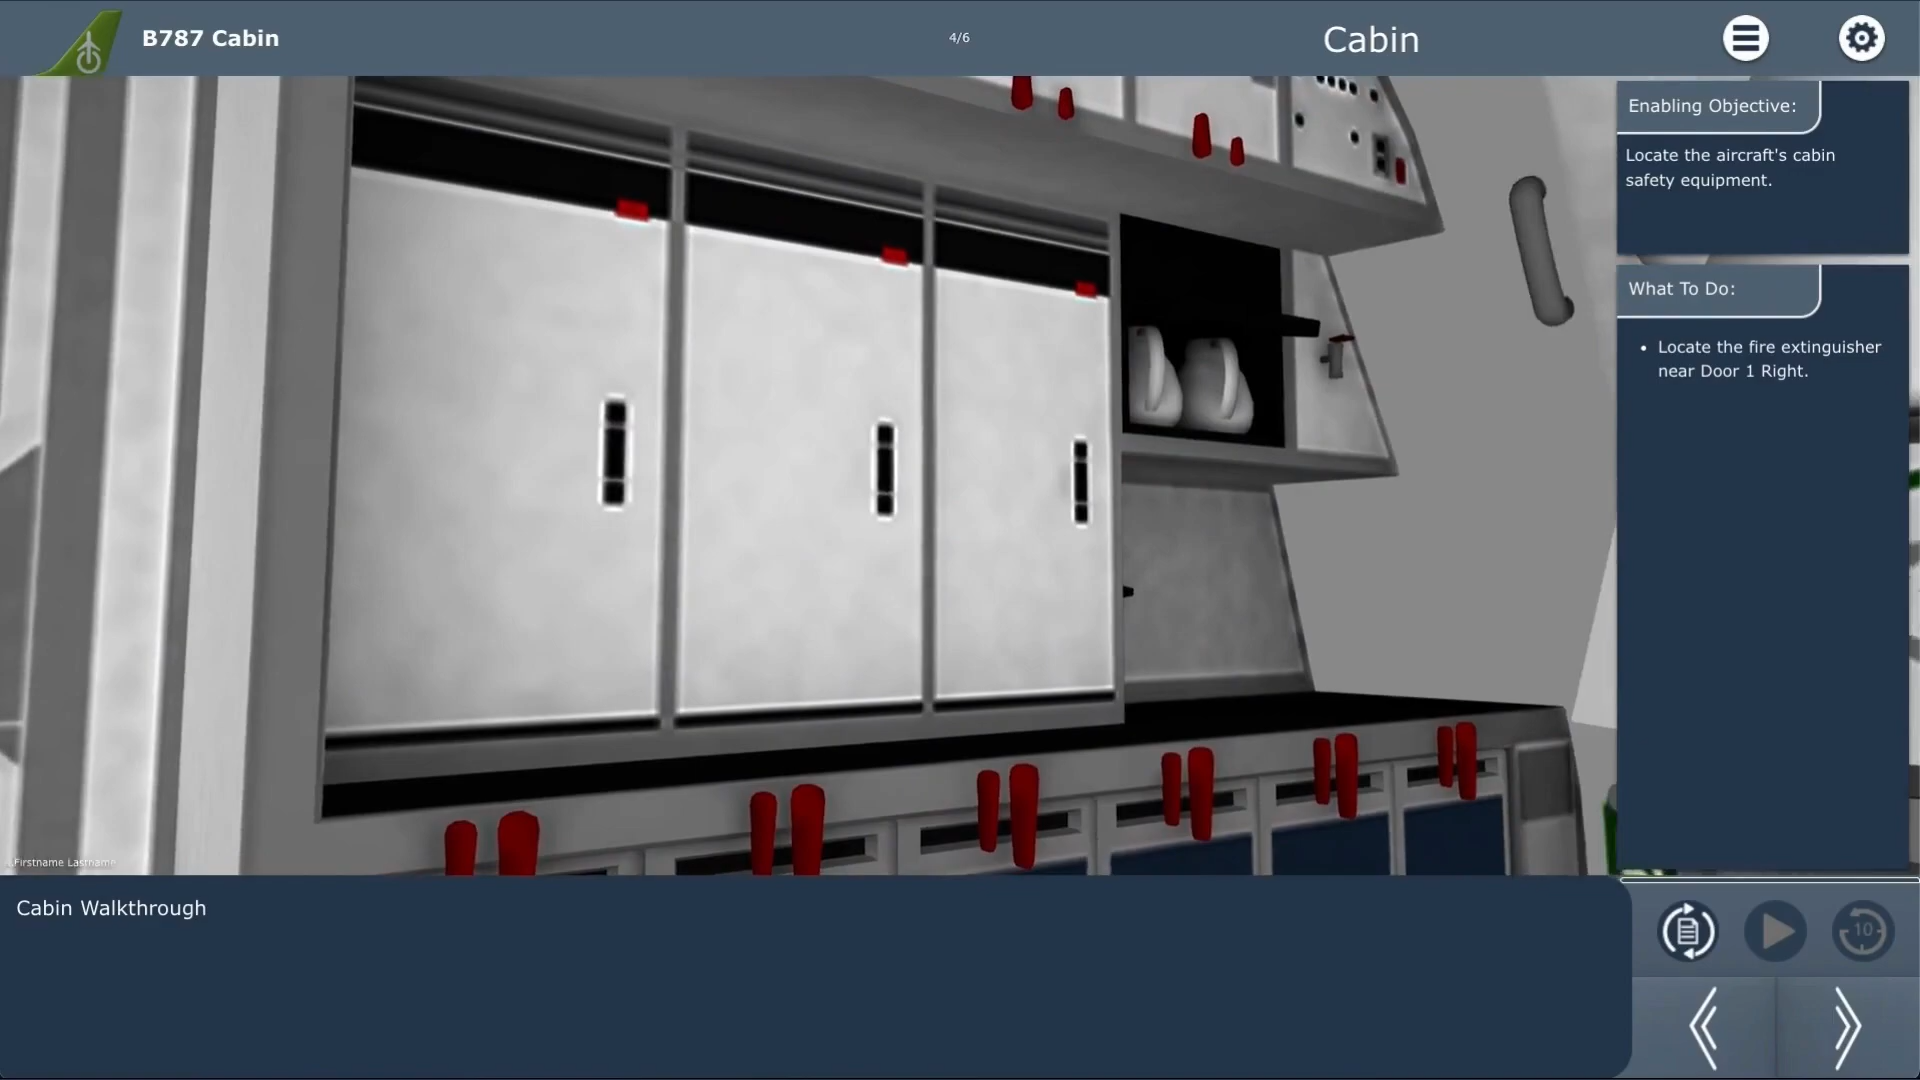 B787 Cabin
4/6
Cabin
Enabling Objective:
Locate the aircraft's cabin
safety equipment.
What To Do:
• Locate the fire extinguisher
near Door 1 Right.
Firstname Lastname
Cabin Walkthrough
10